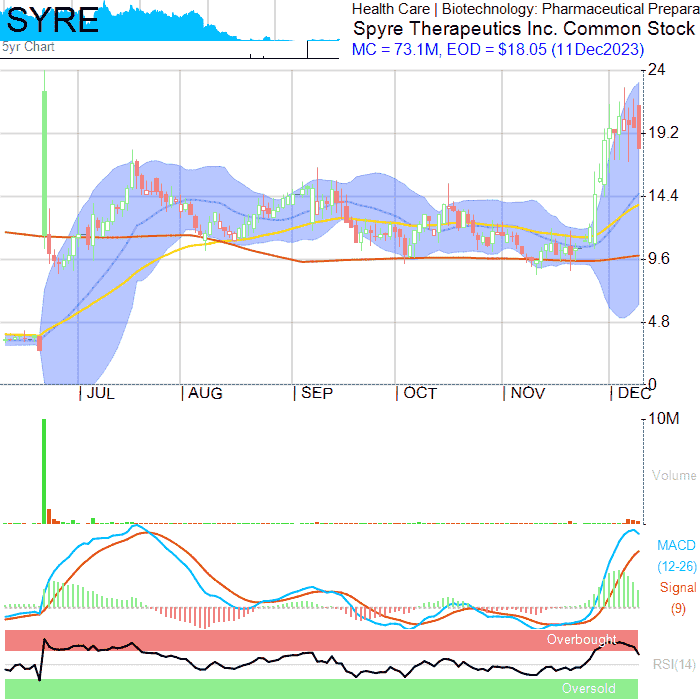 SYRE
5yr Chart
Health Care | Biotechnology: Pharmaceutical Prepara
Spyre Therapeutics Inc. Common Stock
MC = 73.1M, EOD = $18.05 (11Dec2023)
24
19.2
14.4
9.6
4.8
0
JUL AUG SEP OCT NOV DEC
10M
Volume
MACD
(12-26)
Signal
(9)
Overbought
RSI(14)
Oversold